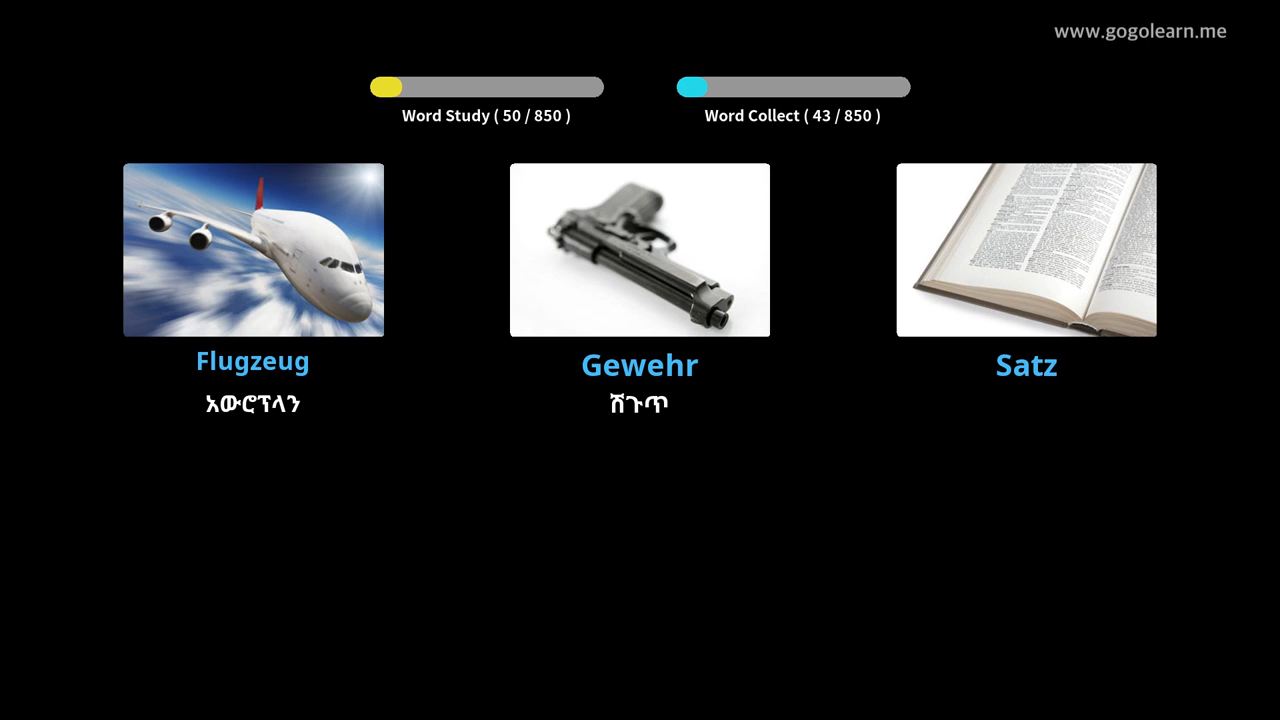 www.gogolearn.me
Word Study ( 50 / 850 )
Word Collect ( 43 / 850 )
Flugzeug
Gewehr
Satz
አውሮፕላን
ሽጉጥ